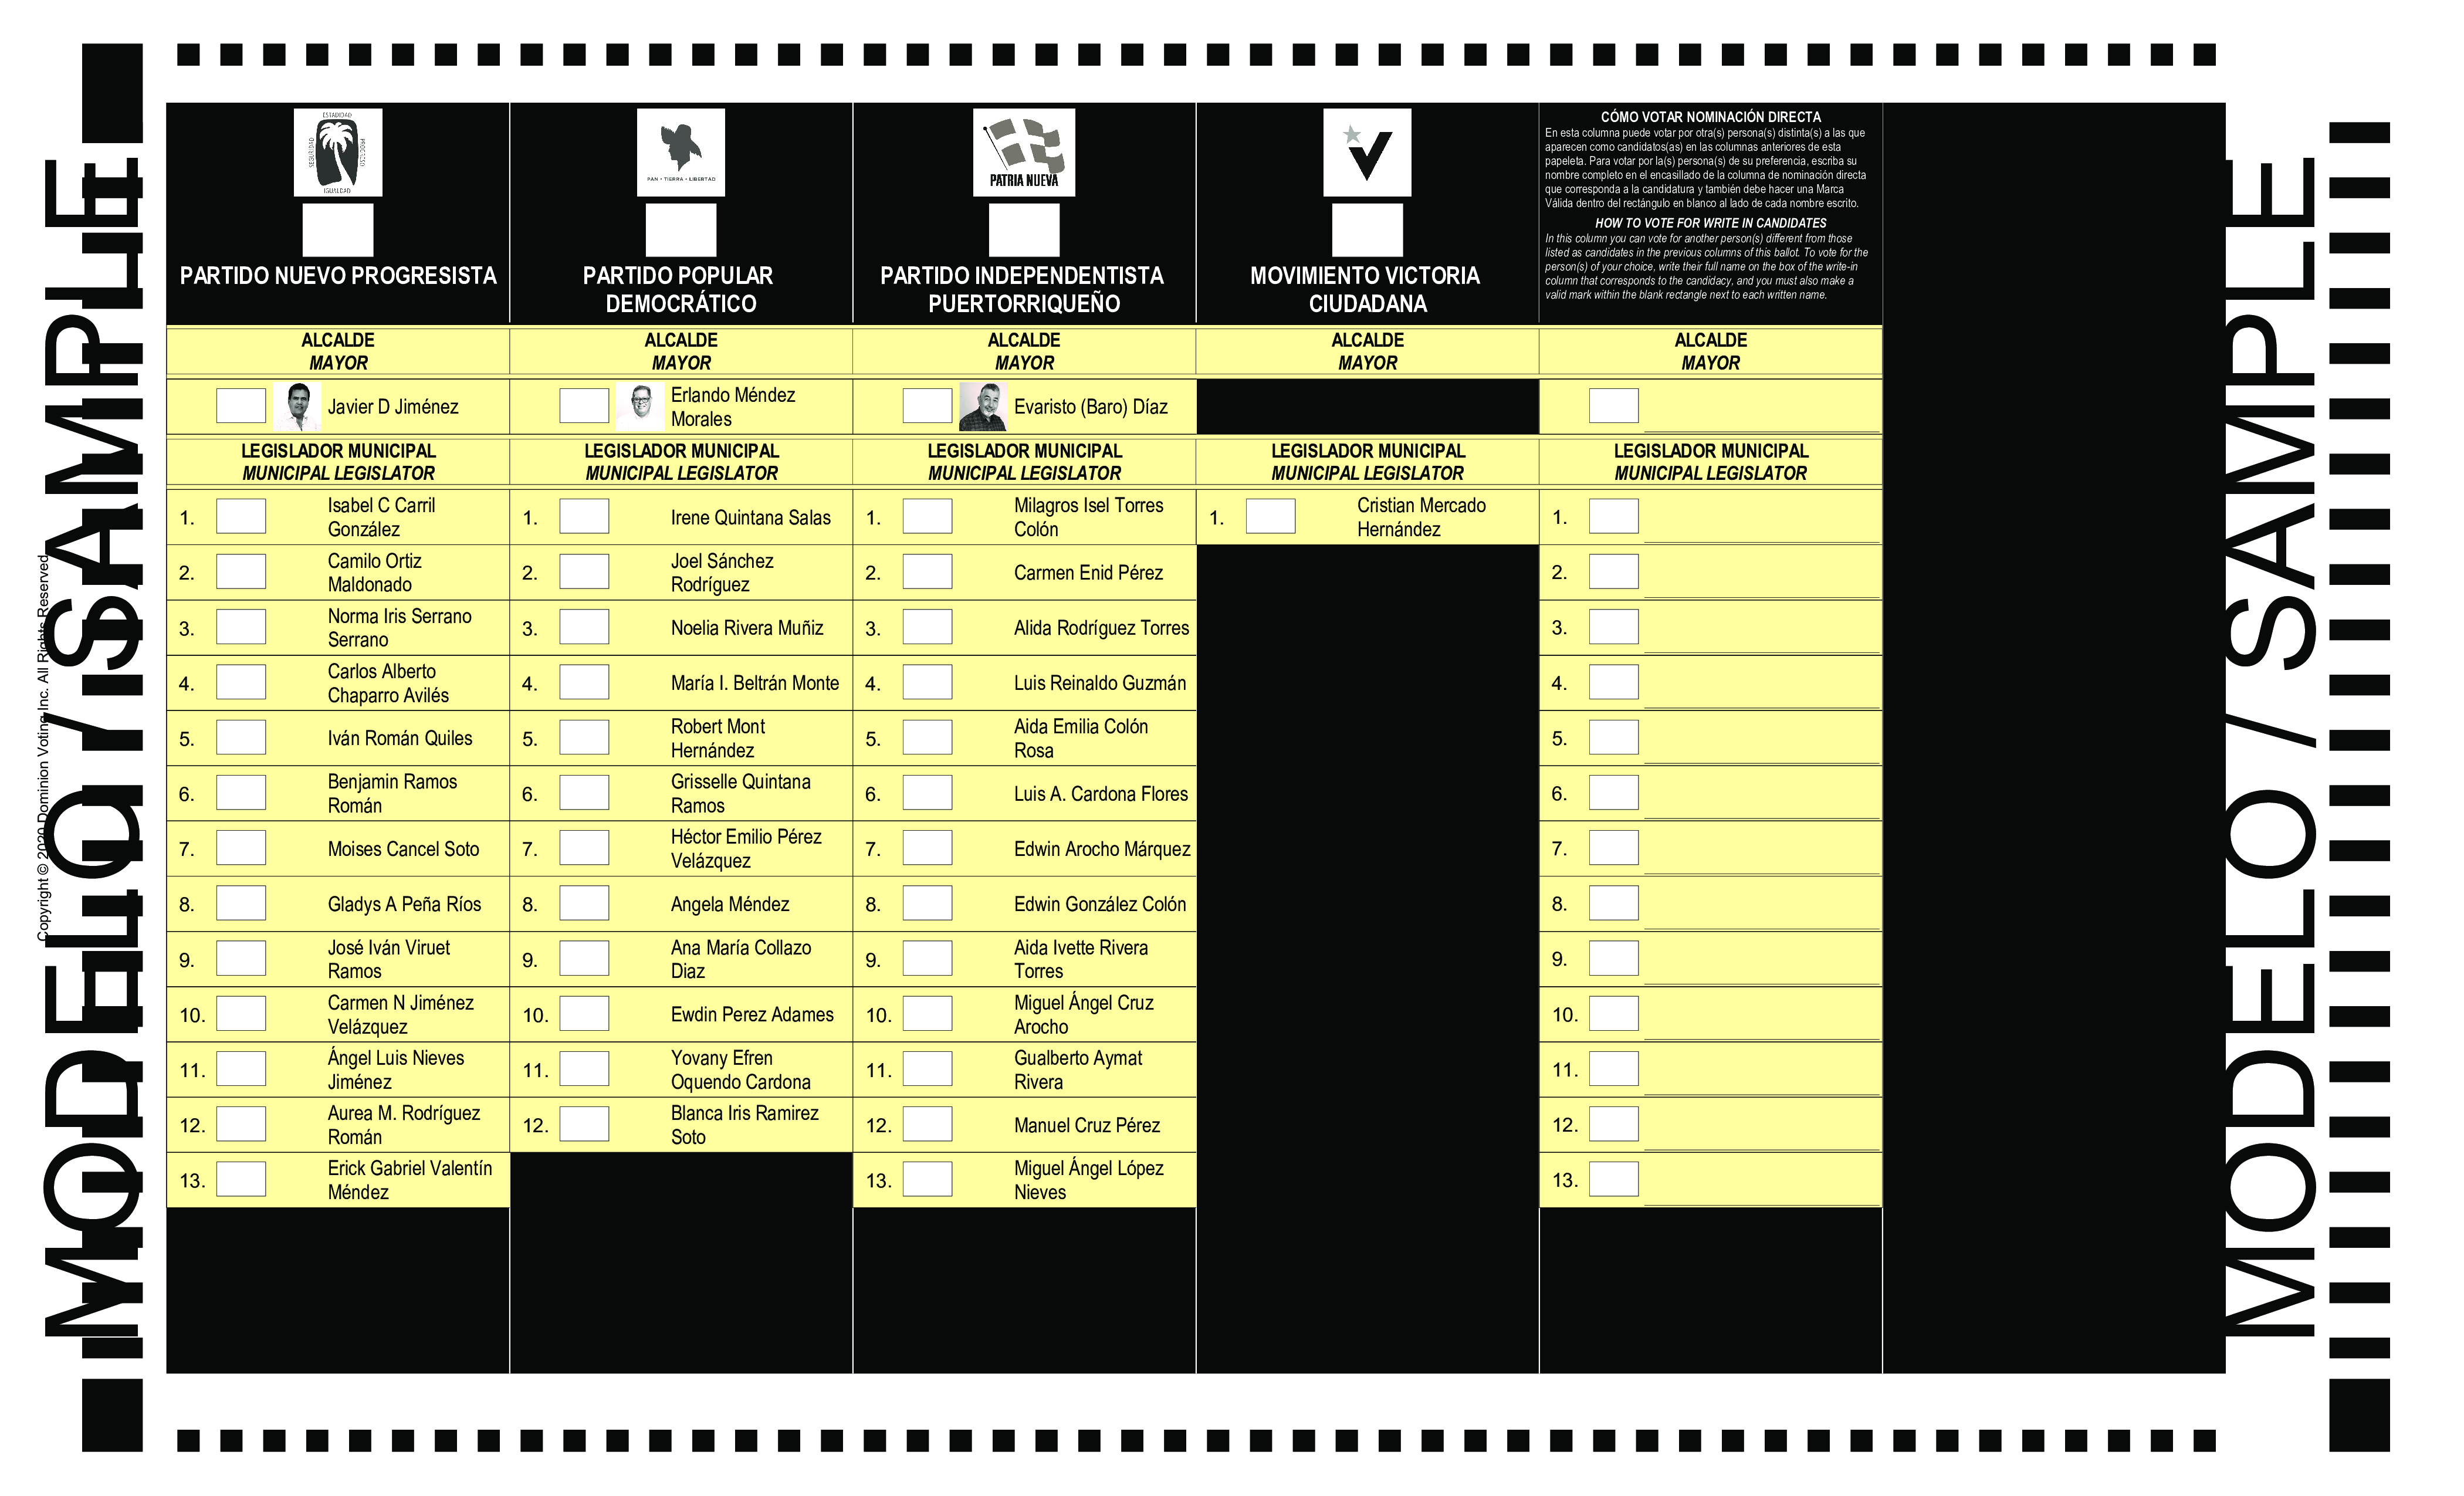 ESTADIDAD
SEGURIDAD
PROGRESO
IGUALDAD
PARTIDO NUEVO PROGRESISTA
PAN • TIERRA • LIBERTAD
PARTIDO POPULAR
DEMOCRÁTICO
PATRIA NUEVA
PARTIDO INDEPENDENTISTA
PUERTORRIQUEÑO
MOVIMIENTO VICTORIA
CIUDADANA
CÓMO VOTAR NOMINACIÓN DIRECTA
En esta columna puede votar por otra(s) persona(s) distinta(s) a las que
aparecen como candidatos(as) en las columnas anteriores de esta
papeleta. Para votar por la(s) persona(s) de su preferencia, escriba su
nombre completo en el encasillado de la columna de nominación directa
que corresponda a la candidatura y también debe hacer una Marca
Válida dentro del rectángulo en blanco al lado de cada nombre escrito.
HOW TO VOTE FOR WRITE IN CANDIDATES
In this column you can vote for another person(s) different from those
listed as candidates in the previous columns of this ballot. To vote for the
person(s) of your choice, write their full name on the box of the write-in
column that corresponds to the candidacy, and you must also make a
valid mark within the blank rectangle next to each written name.
ALCALDE
MAYOR
Javier D Jiménez
LEGISLADOR MUNICIPAL
MUNICIPAL LEGISLATOR
1. Isabel C Carril
González
2. Camilo Ortiz
Maldonado
3. Norma Iris Serrano
Serrano
4. Carlos Alberto
Chaparro Avilés
5. Iván Román Quiles
6. Benjamin Ramos
Román
7. Moises Cancel Soto
8. Gladys A Peña Ríos
9. José Iván Viruet
Ramos
10. Carmen N Jiménez
Velázquez
11. Ángel Luis Nieves
Jiménez
12. Aurea M. Rodríguez
Román
13. Erick Gabriel Valentín
Méndez
ALCALDE
MAYOR
Erlando Méndez
Morales
LEGISLADOR MUNICIPAL
MUNICIPAL LEGISLATOR
1. Irene Quintana Salas
2. Joel Sánchez
Rodríguez
3. Noelia Rivera Muñiz
4. María I. Beltrán Monte
5. Robert Mont
Hernández
6. Grisselle Quintana
Ramos
7. Héctor Emilio Pérez
Velázquez
8. Angela Méndez
9. Ana María Collazo
Diaz
10. Ewdin Perez Adames
11. Yovany Efren
Oquendo Cardona
12. Blanca Iris Ramirez
Soto
ALCALDE
MAYOR
Evaristo (Baro) Díaz
LEGISLADOR MUNICIPAL
MUNICIPAL LEGISLATOR
1. Milagros Isel Torres
Colón
2. Carmen Enid Pérez
3. Alida Rodríguez Torres
4. Luis Reinaldo Guzmán
5. Aida Emilia Colón
Rosa
6. Luis A. Cardona Flores
7. Edwin Arocho Márquez
8. Edwin González Colón
9. Aida Ivette Rivera
Torres
10. Miguel Ángel Cruz
Arocho
11. Gualberto Aymat
Rivera
12. Manuel Cruz Pérez
13. Miguel Ángel López
Nieves
ALCALDE
MAYOR
LEGISLADOR MUNICIPAL
MUNICIPAL LEGISLATOR
1. Cristian Mercado
Hernández
ALCALDE
MAYOR
LEGISLADOR MUNICIPAL
MUNICIPAL LEGISLATOR
1.
2.
3.
4.
5.
6.
7.
8.
9.
10.
11.
12.
13.
MODELO / SAMPLE
MODELO / SAMPLE
Copyright © 2020 Dominion Voting Inc. All Rights Reserved